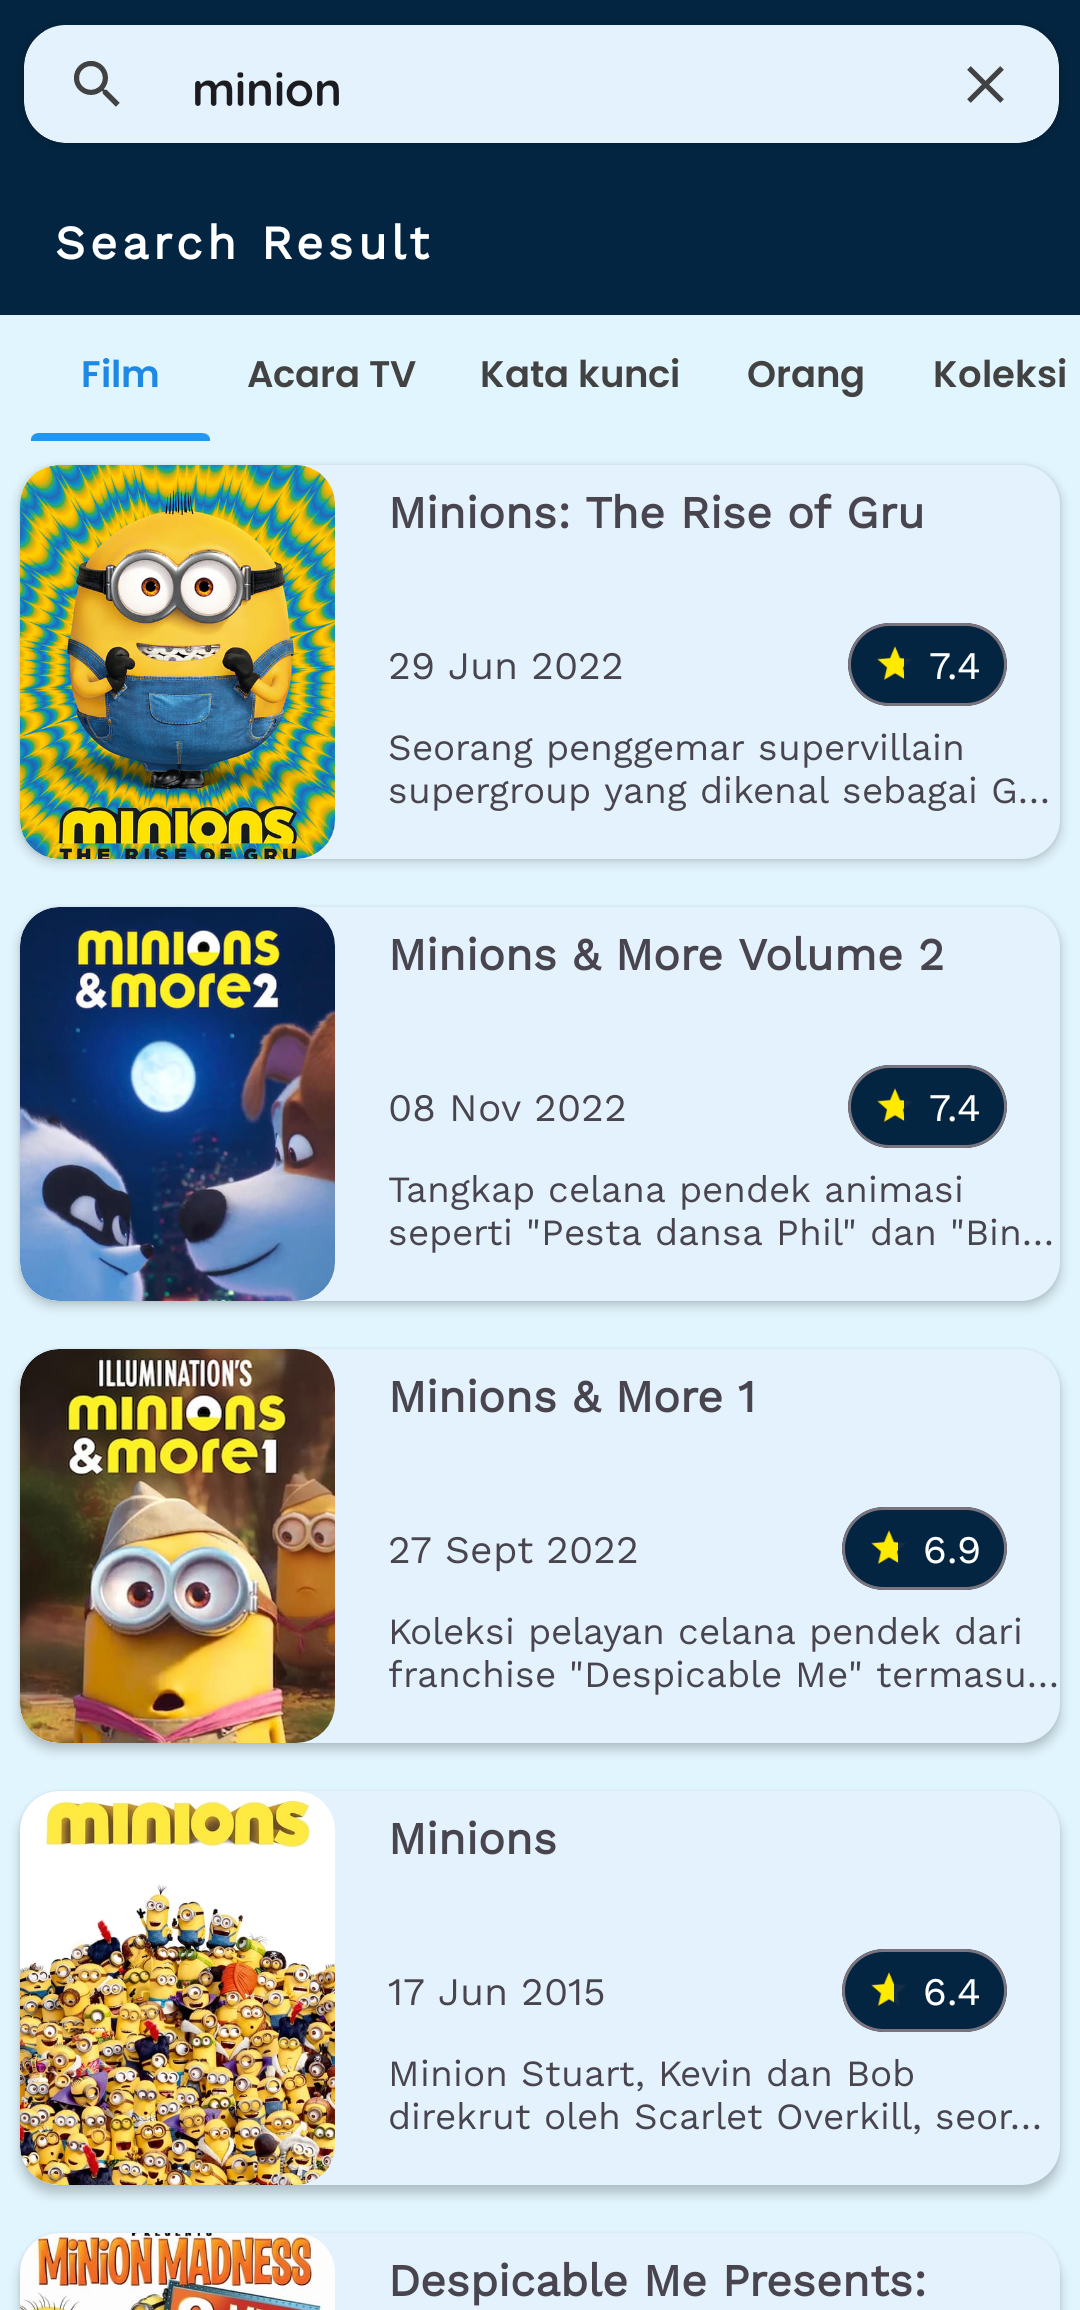 minion
Search Result
Film Acara TV Kata kunci Orang Koleksi
minions
THE RISE OF GRU
Minions: The Rise of Gru
29 Jun 2022
7.4
Seorang penggemar supervillain
supergroup yang dikenal sebagai G...
minions
&more2
Minions & More Volume 2
08 Nov 2022
7.4
Tangkap celana pendek animasi
seperti "Pesta dansa Phil" dan "Bin...
ILLUMINATION'S
minions
&more1
Minions & More 1
27 Sept 2022
6.9
Koleksi pelayan celana pendek dari
franchise "Despicable Me" termasu...
minions
Minions
17 Jun 2015
6.4
Minion Stuart, Kevin dan Bob
direkrut oleh Scarlet Overkill, seor...
MINION MADNESS
Despicable Me Presents: